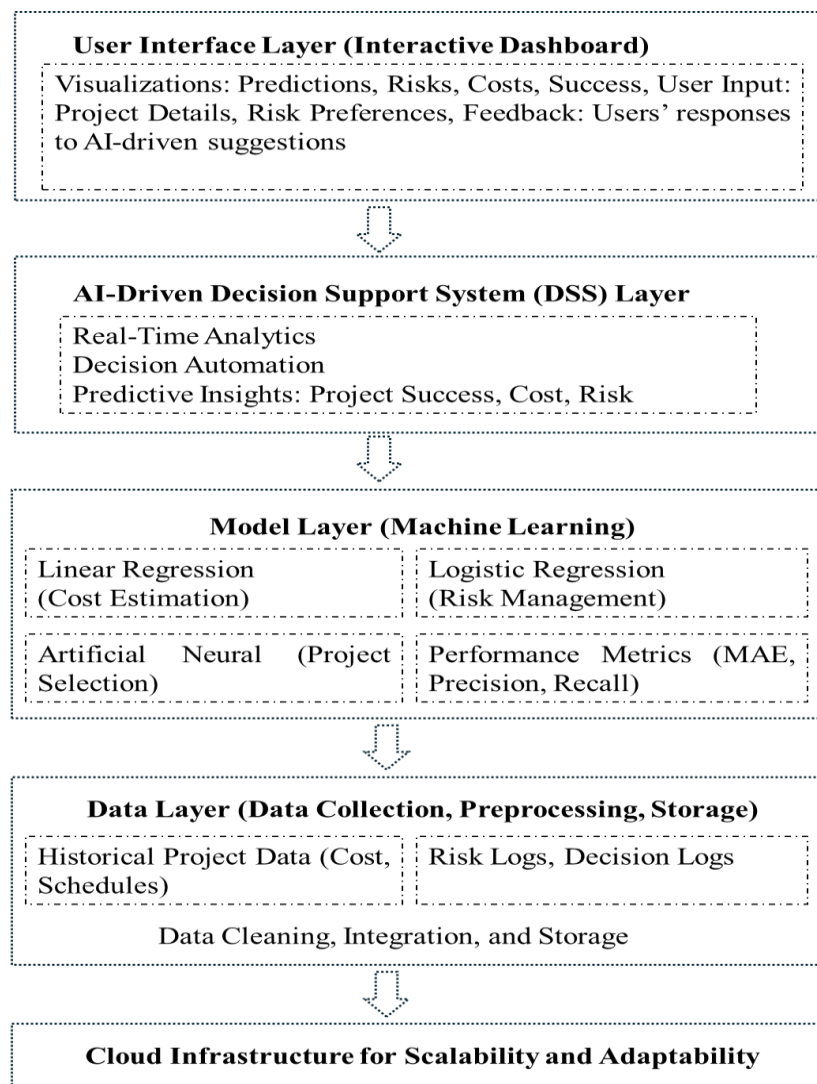 User Interface Layer (Interactive Dashboard)
Visualizations: Predictions, Risks, Costs, Success, User Input:
Project Details, Risk Preferences, Feedback: Users’ responses
to AI-driven suggestions
AI-Driven Decision Support System (DSS) Layer
Real-Time Analytics
Decision Automation
Predictive Insights: Project Success, Cost, Risk
Model Layer (Machine Learning)
Linear Regression
(Cost Estimation)
Logistic Regression
(Risk Management)
Artificial Neural (Project
Selection)
Performance Metrics (MAE,
Precision, Recall)
Data Layer (Data Collection, Preprocessing, Storage)
Historical Project Data (Cost,
Schedules)
Risk Logs, Decision Logs
Data Cleaning, Integration, and Storage
Cloud Infrastructure for Scalability and Adaptability